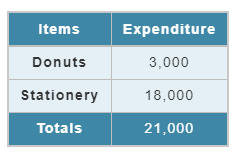 Items Expenditure
Donuts 3,000
Stationery 18,000
Totals 21,000